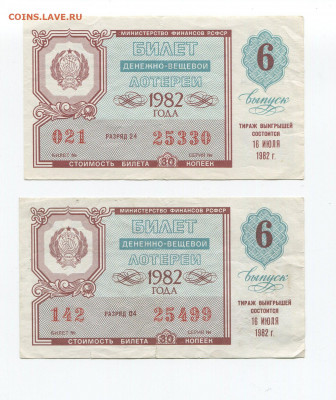 COINS.SU.RU
МИНИСТЕРСТВО ФИНАНСОВ РСФСР
БИЛЕТ
ДЕНЕЖНО-ВЕЩЕВОЙ
ЛОТЕРЕИ
1982
ГОДА
021 РАЗРЯД 24 25330
БИЛЕТ № СЕРИЯ №
СТОИМОСТЬ БИЛЕТА 30 КОПЕЕК
6
Выпуск
ТИРАЖ ВЫИГРЫШЕЙ
СОСТОИТСЯ
16 ИЮЛЯ
1982 г.
МИНИСТЕРСТВО ФИНАНСОВ РСФСР
БИЛЕТ
ДЕНЕЖНО-ВЕЩЕВОЙ
ЛОТЕРЕИ
1982
ГОДА
142 РАЗРЯД 04 25499
БИЛЕТ № СЕРИЯ №
СТОИМОСТЬ БИЛЕТА 30 КОПЕЕК
6
Выпуск
ТИРАЖ ВЫИГРЫШЕЙ
СОСТОИТСЯ
16 ИЮЛЯ
1982 г.